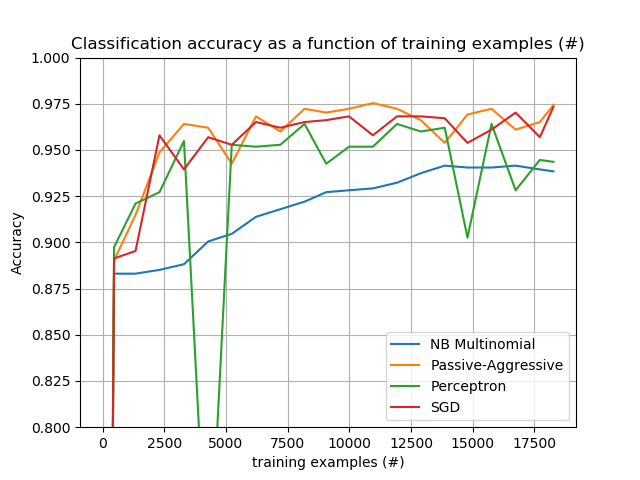 Classification accuracy as a function of training examples (#)
1.000
0.975
0.950
0.925
0.900
0.875
0.850
0.825
0.800
Accuracy
NB Multinomial
Passive-Aggressive
Perceptron
SGD
0 2500 5000 7500 10000 12500 15000 17500
training examples (#)